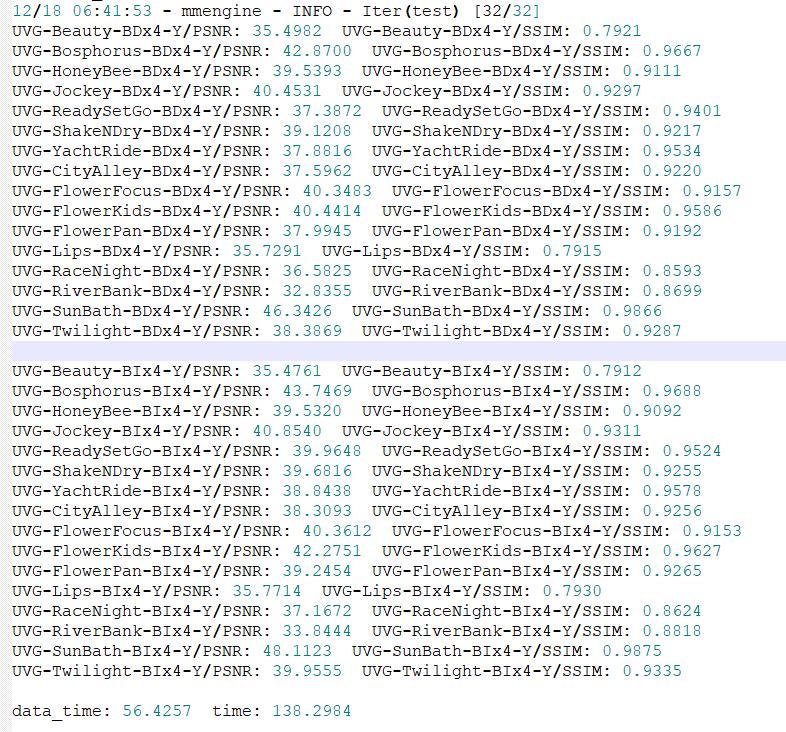 12/18 06:41:53 - mmengine - INFO - Iter(test) [32/32]
UVG-Beauty-BDx4-Y/PSNR: 35.4982  UVG-Beauty-BDx4-Y/SSIM: 0.7921
UVG-Bosphorus-BDx4-Y/PSNR: 42.8700  UVG-Bosphorus-BDx4-Y/SSIM: 0.9667
UVG-HoneyBee-BDx4-Y/PSNR: 39.5393  UVG-HoneyBee-BDx4-Y/SSIM: 0.9111
UVG-Jockey-BDx4-Y/PSNR: 40.4531  UVG-Jockey-BDx4-Y/SSIM: 0.9297
UVG-ReadySetGo-BDx4-Y/PSNR: 37.3872  UVG-ReadySetGo-BDx4-Y/SSIM: 0.9401
UVG-ShakeNDry-BDx4-Y/PSNR: 39.1208  UVG-ShakeNDry-BDx4-Y/SSIM: 0.9217
UVG-YachtRide-BDx4-Y/PSNR: 37.8816  UVG-YachtRide-BDx4-Y/SSIM: 0.9534
UVG-CityAlley-BDx4-Y/PSNR: 37.5962  UVG-CityAlley-BDx4-Y/SSIM: 0.9220
UVG-FlowerFocus-BDx4-Y/PSNR: 40.3483  UVG-FlowerFocus-BDx4-Y/SSIM: 0.9157
UVG-FlowerKids-BDx4-Y/PSNR: 40.4414  UVG-FlowerKids-BDx4-Y/SSIM: 0.9586
UVG-FlowerPan-BDx4-Y/PSNR: 37.9945  UVG-FlowerPan-BDx4-Y/SSIM: 0.9192
UVG-Lips-BDx4-Y/PSNR: 35.7291  UVG-Lips-BDx4-Y/SSIM: 0.7915
UVG-RaceNight-BDx4-Y/PSNR: 36.5825  UVG-RaceNight-BDx4-Y/SSIM: 0.8593
UVG-RiverBank-BDx4-Y/PSNR: 32.8355  UVG-RiverBank-BDx4-Y/SSIM: 0.8699
UVG-SunBath-BDx4-Y/PSNR: 46.3426  UVG-SunBath-BDx4-Y/SSIM: 0.9866
UVG-Twilight-BDx4-Y/PSNR: 38.3869  UVG-Twilight-BDx4-Y/SSIM: 0.9287
UVG-Beauty-BIx4-Y/PSNR: 35.4761  UVG-Beauty-BIx4-Y/SSIM: 0.7912
UVG-Bosphorus-BIx4-Y/PSNR: 43.7469  UVG-Bosphorus-BIx4-Y/SSIM: 0.9688
UVG-HoneyBee-BIx4-Y/PSNR: 39.5320  UVG-HoneyBee-BIx4-Y/SSIM: 0.9092
UVG-Jockey-BIx4-Y/PSNR: 40.8540  UVG-Jockey-BIx4-Y/SSIM: 0.9311
UVG-ReadySetGo-BIx4-Y/PSNR: 39.9648  UVG-ReadySetGo-BIx4-Y/SSIM: 0.9524
UVG-ShakeNDry-BIx4-Y/PSNR: 39.6816  UVG-ShakeNDry-BIx4-Y/SSIM: 0.9255
UVG-YachtRide-BIx4-Y/PSNR: 38.8438  UVG-YachtRide-BIx4-Y/SSIM: 0.9578
UVG-CityAlley-BIx4-Y/PSNR: 38.3093  UVG-CityAlley-BIx4-Y/SSIM: 0.9256
UVG-FlowerFocus-BIx4-Y/PSNR: 40.3612  UVG-FlowerFocus-BIx4-Y/SSIM: 0.9153
UVG-FlowerKids-BIx4-Y/PSNR: 42.2751  UVG-FlowerKids-BIx4-Y/SSIM: 0.9627
UVG-FlowerPan-BIx4-Y/PSNR: 39.2454  UVG-FlowerPan-BIx4-Y/SSIM: 0.9265
UVG-Lips-BIx4-Y/PSNR: 35.7714  UVG-Lips-BIx4-Y/SSIM: 0.7930
UVG-RaceNight-BIx4-Y/PSNR: 37.1672  UVG-RaceNight-BIx4-Y/SSIM: 0.8624
UVG-RiverBank-BIx4-Y/PSNR: 33.8444  UVG-RiverBank-BIx4-Y/SSIM: 0.8818
UVG-SunBath-BIx4-Y/PSNR: 48.1123  UVG-SunBath-BIx4-Y/SSIM: 0.9875
UVG-Twilight-BIx4-Y/PSNR: 39.9555  UVG-Twilight-BIx4-Y/SSIM: 0.9335
data_time: 56.4257  time: 138.2984